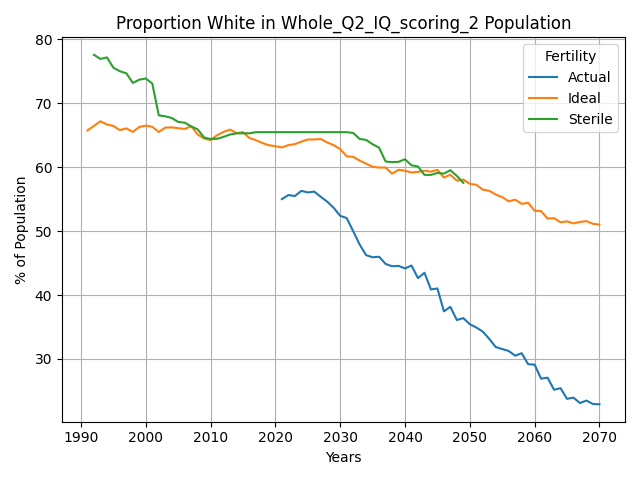 Proportion White in Whole_Q2_IQ_scoring_2 Population
% of Population
80
70
60
50
40
30
Fertility
Actual
Ideal
Sterile
1990 2000 2010 2020 2030 2040 2050 2060 2070
Years